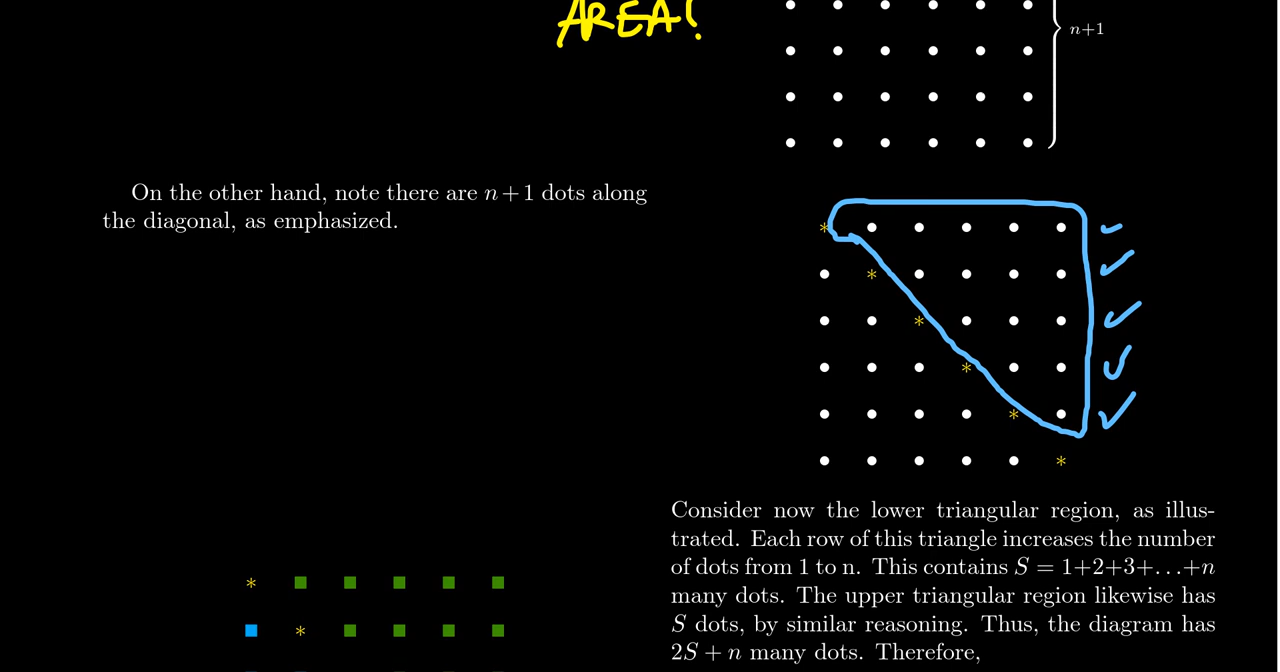 AREA!
n+1
On the other hand, note there are n+1 dots along
the diagonal, as emphasized.
Consider now the lower triangular region, as illus-
trated. Each row of this triangle increases the number
of dots from 1 to n. This contains S = 1+2+3+...+n
many dots. The upper triangular region likewise has
S dots, by similar reasoning. Thus, the diagram has
2S + n many dots. Therefore,